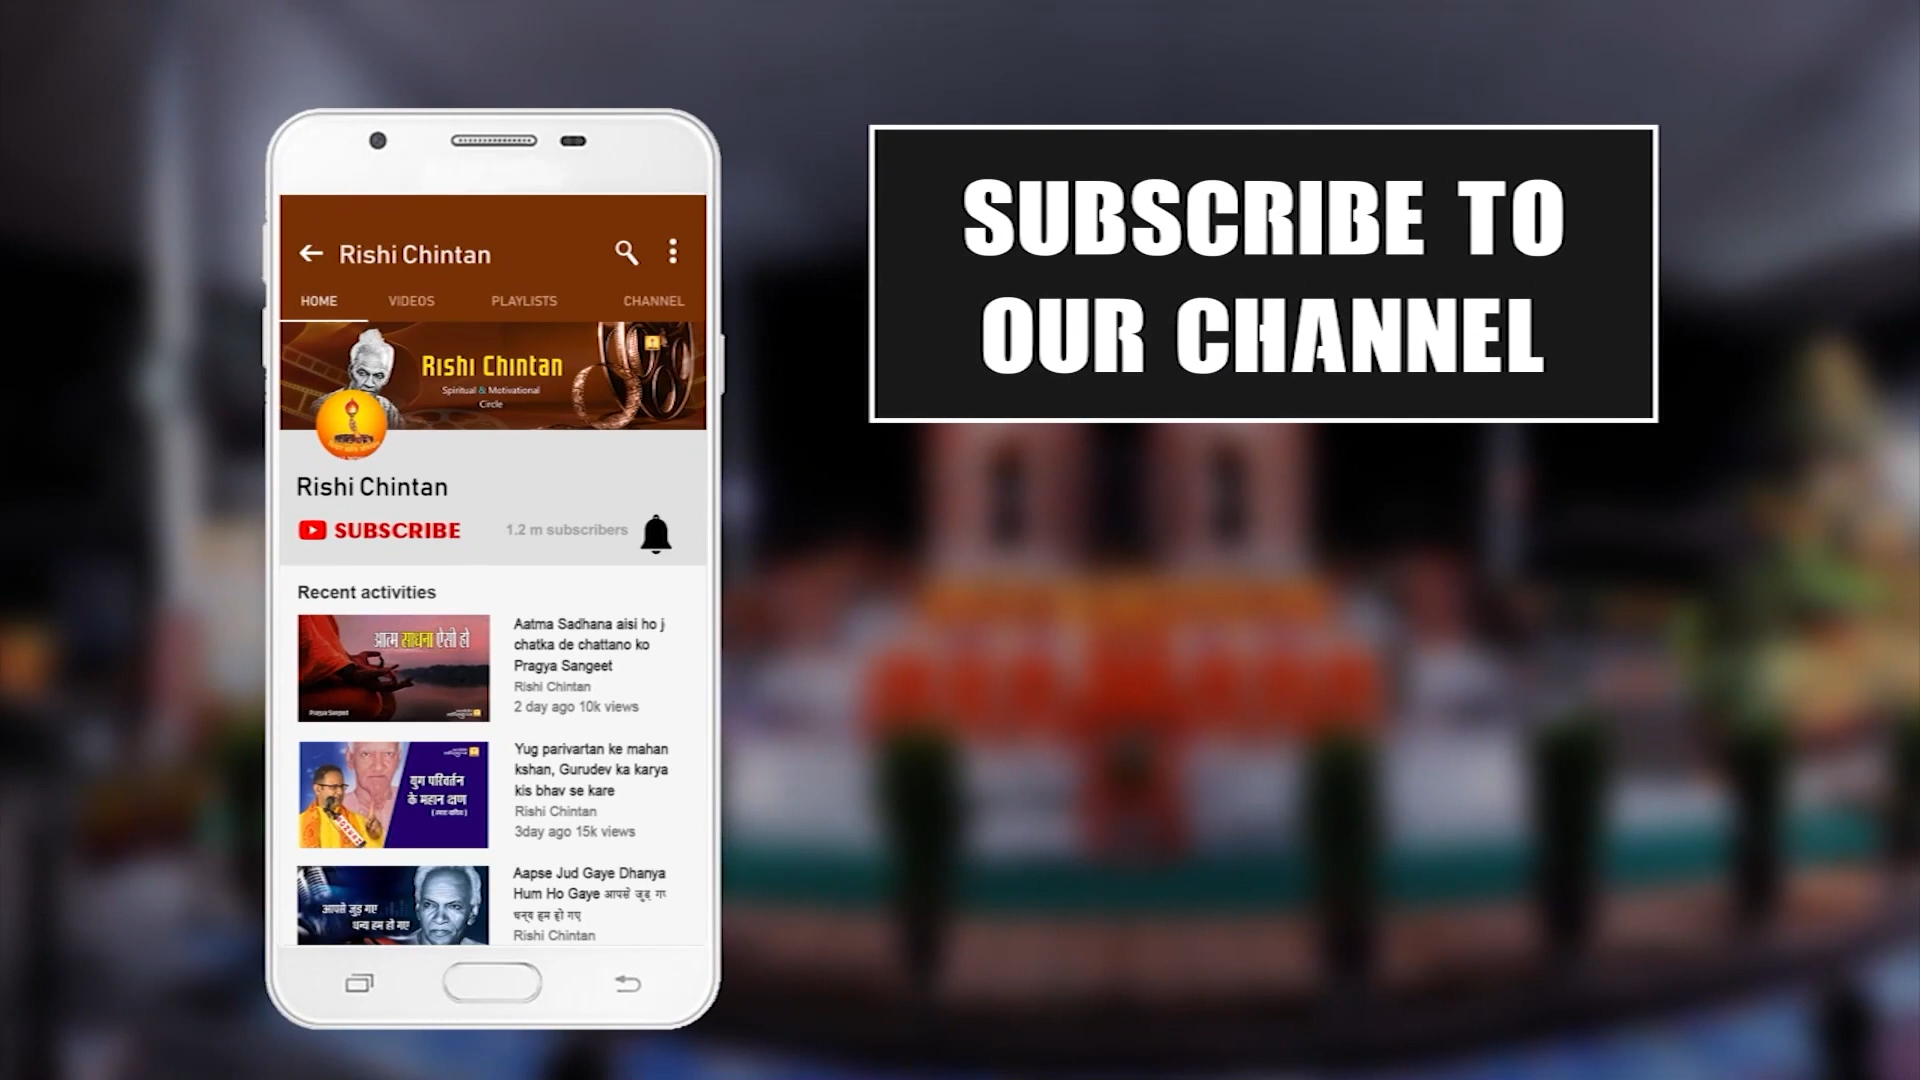 SUBSCRIBE TO
OUR CHANNEL
Rishi Chintan
HOME VIDEOS PLAYLISTS CHANNEL
Rishi Chintan
Spiritual & Motivational
Circle
Rishi Chintan
SUBSCRIBE 1.2 m subscribers
Recent activities
आत्म साधना ऐसी हो
Pragya Sangeet
Aatma Sadhana aisi ho j
chatka de chattano ko
Pragya Sangeet
Rishi Chintan
2 day ago 10k views
युग परिवर्तन
के महान क्षण
Yug parivartan ke mahan
kshan, Gurudev ka karya
kis bhav se kare
Rishi Chintan
3day ago 15k views
आपसे जुड़ गए
धन्य हम हो गए
Aapse Jud Gaye Dhanya
Hum Ho Gaye आपसे जुड़ ग
धन्य हम हो गए
Rishi Chintan